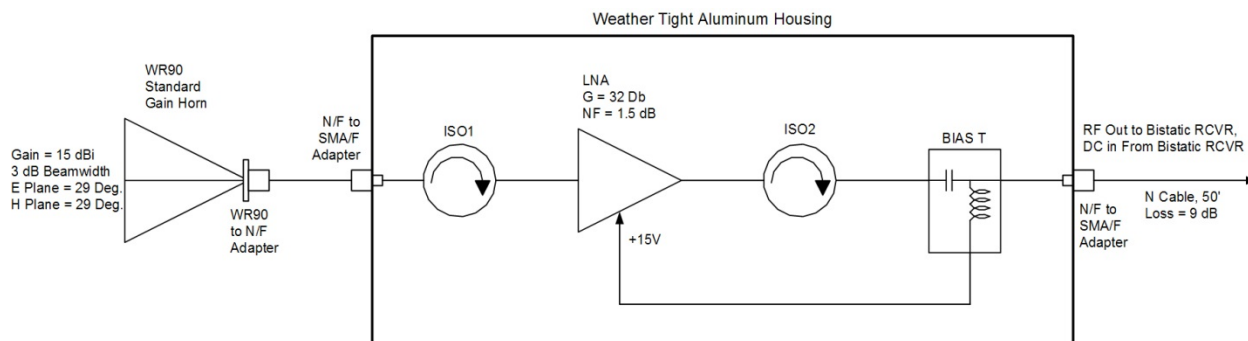 Weather Tight Aluminum Housing
WR90
Standard
Gain Horn
Gain = 15 dBi
3 dB Beamwidth
E Plane = 29 Deg.
H Plane = 29 Deg.
WR90
to N/F
Adapter
N/F to
SMA/F
Adapter
ISO1
LNA
G = 32 Db
NF = 1.5 dB
+15V
ISO2
BIAS T
RF Out to Bistatic RCVR,
DC in From Bistatic RCVR
N/F to
SMA/F
Adapter
N Cable, 50'
Loss = 9 dB